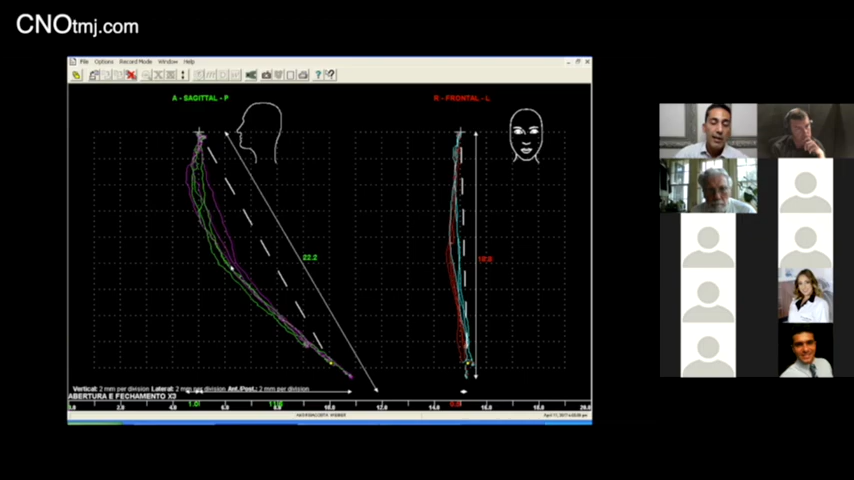 CNOtmj.com
File Options Record Mode Window Help
A - SAGITTAL - P
R - FRONTAL - L
22.2
Vertical: 2 mm per division Lateral: 2 mm per division Ant./Post.: 2 mm per division
ABERTURA E FECHAMENTO X3
2.0 4.0 6.0 8.0 10.0 12.0 14.0 16.0 18.0 20.0